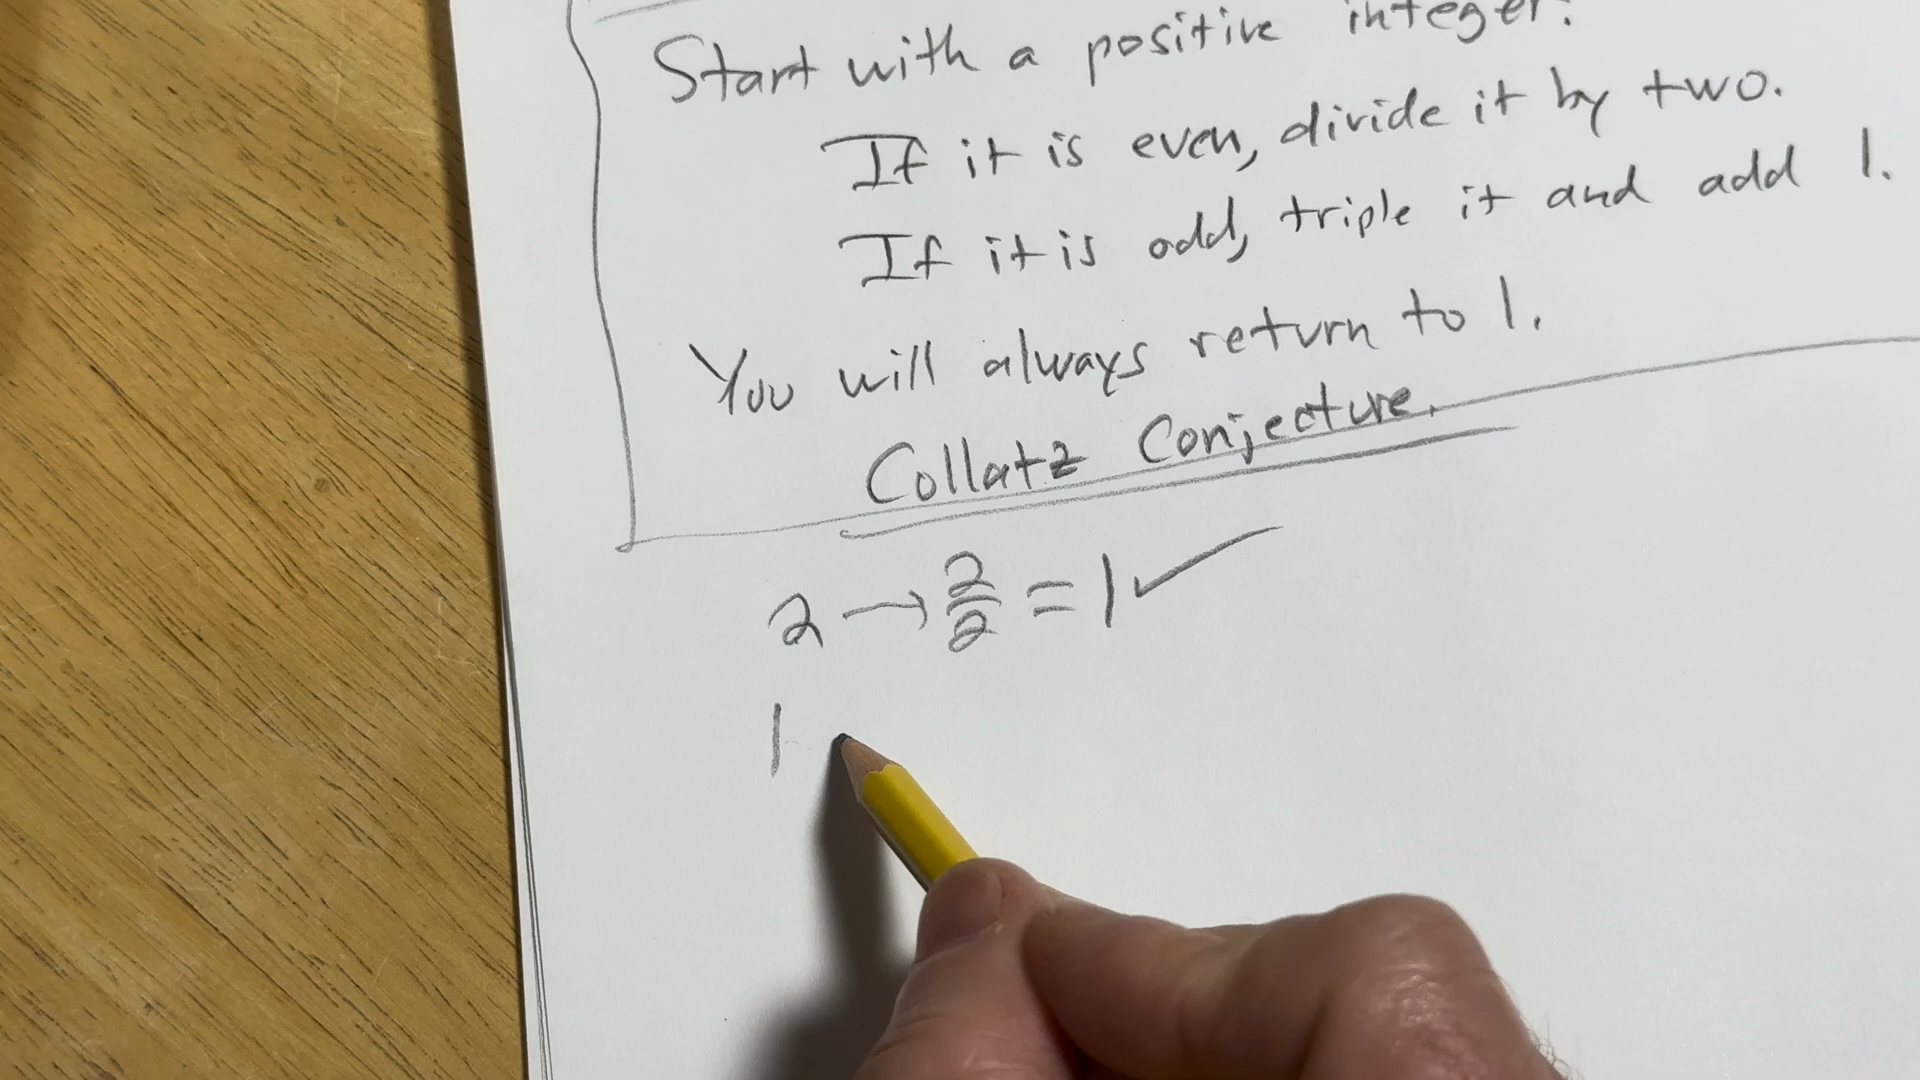 Start with a positive integer.
If it is even, divide it by two.
If it is odd, triple it and add 1.
You will always return to 1.
Collatz Conjecture.
2 → 2/2 = 1 ✓
1